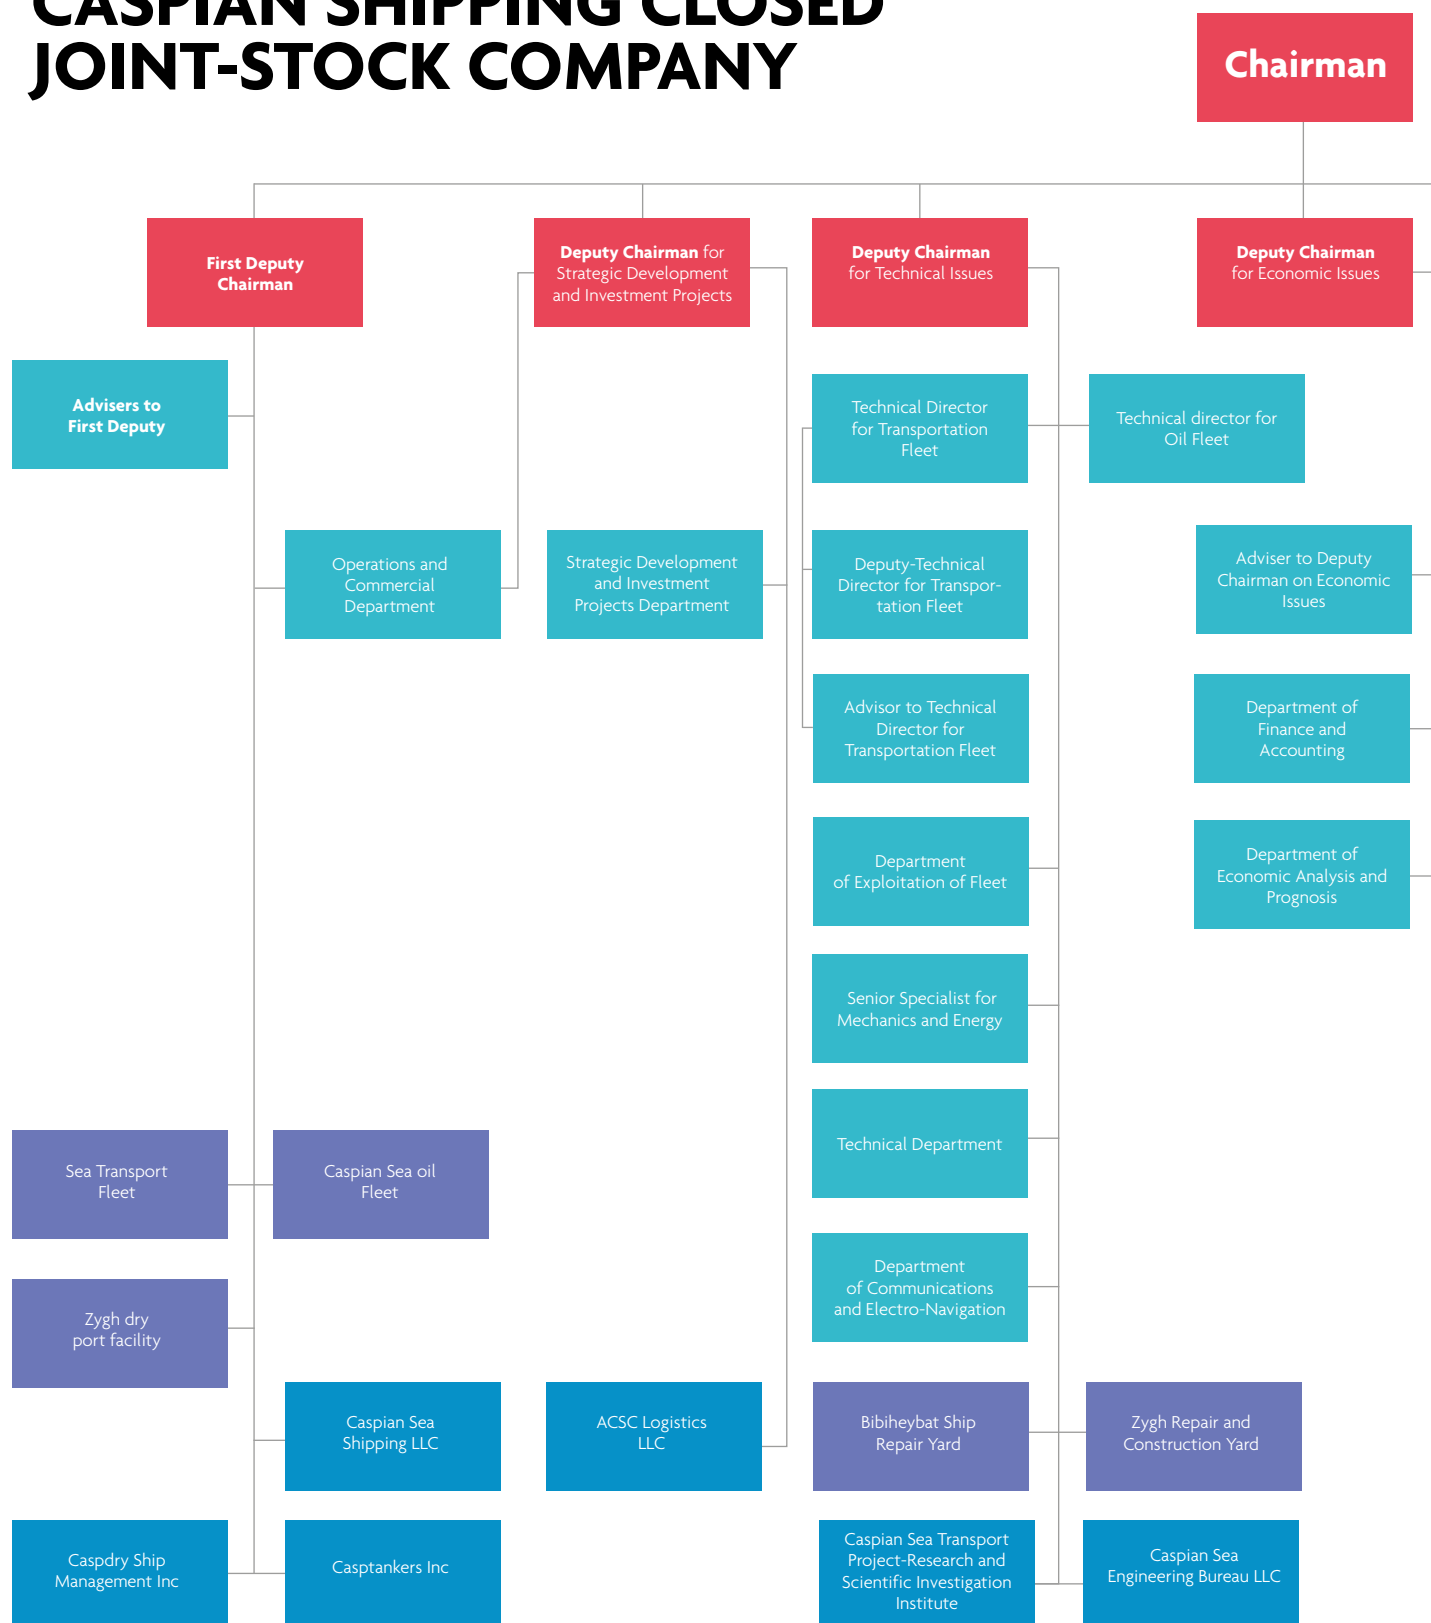 CASPIAN SHIPPING CLOSED
JOINT-STOCK COMPANY
Chairman
First Deputy
Chairman
Deputy Chairman for
Strategic Development
and Investment Projects
Deputy Chairman
for Technical Issues
Deputy Chairman
for Economic Issues
Advisers to
First Deputy
Technical Director
for Transportation
Fleet
Technical director for
Oil Fleet
Operations and
Commercial
Department
Strategic Development
and Investment
Projects Department
Deputy-Technical
Director for Transpor-
tation Fleet
Adviser to Deputy
Chairman on Economic
Issues
Advisor to Technical
Director for
Transportation Fleet
Department of
Finance and
Accounting
Department
of Exploitation of Fleet
Department of
Economic Analysis and
Prognosis
Senior Specialist for
Mechanics and Energy
Technical Department
Sea Transport
Fleet
Caspian Sea oil
Fleet
Department
of Communications
and Electro-Navigation
Zygh dry
port facility
Caspian Sea
Shipping LLC
ACSC Logistics
LLC
Bibiheybat Ship
Repair Yard
Zygh Repair and
Construction Yard
Caspdry Ship
Management Inc
Casptankers Inc
Caspian Sea Transport
Project-Research and
Scientific Investigation
Institute
Caspian Sea
Engineering Bureau LLC